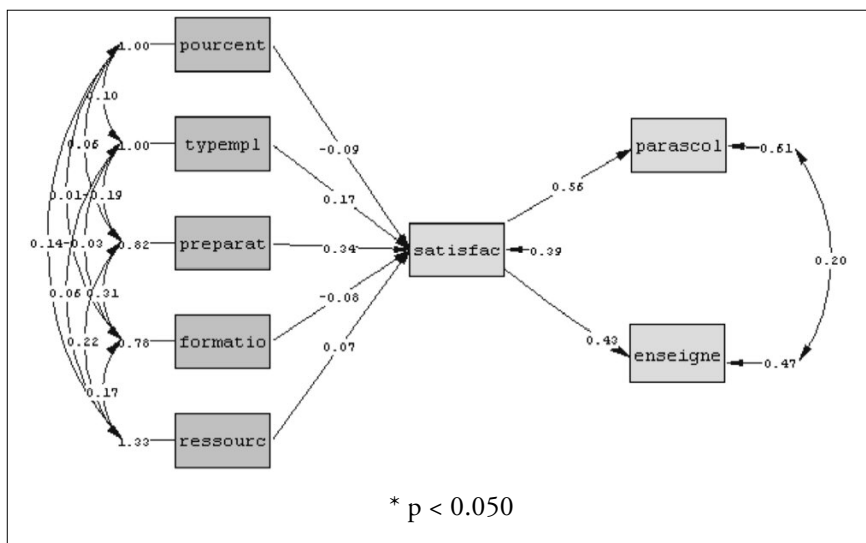 1.00 pourcent
0.10
-0.09
1.00 typempl
parascol 0.51
0.05
0.17 0.56
0.01 -0.19
0.14 -0.03 0.82 preparat 0.34 satisfac 0.39
0.20
0.31
-0.08
0.06
0.22 0.78 formatio 0.07 0.43 enseigne 0.47
0.17
1.33 ressourc
* p < 0.050